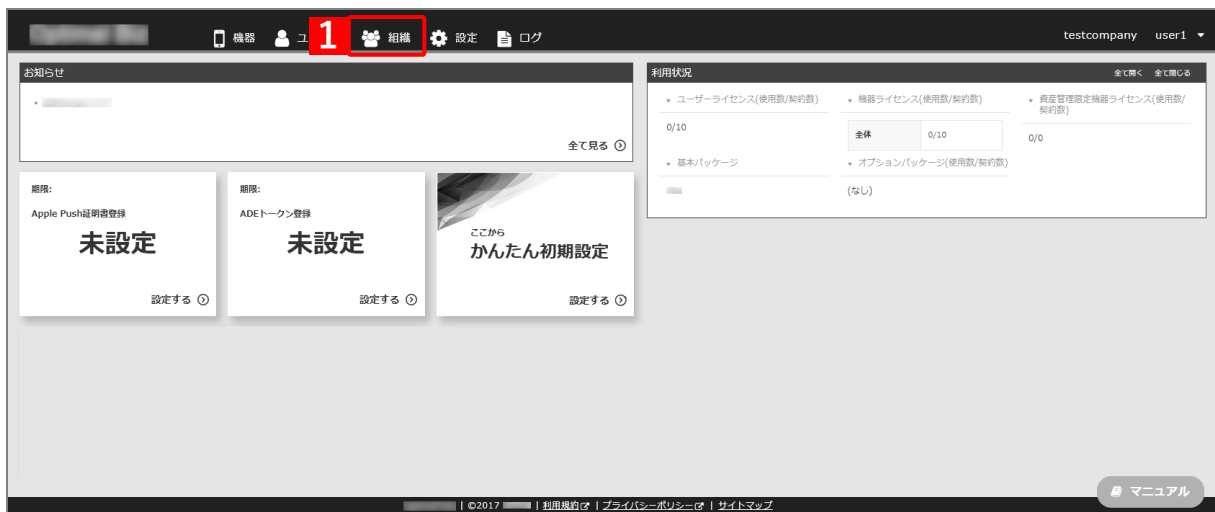 機器
ユ
1
組織
設定
ログ
testcompany user1
お知らせ
全て見る
利用状況
全て開く 全て閉じる
ユーザーライセンス(使用数/契約数)
0/10
機器ライセンス(使用数/契約数)
全体 0/10
資産管理限定機器ライセンス(使用数/
契約数)
0/0
基本パッケージ
オプションパッケージ(使用数/契約数)
(なし)
期限:
Apple Push証明書登録
未設定
設定する
期限:
ADEトークン登録
未設定
設定する
ここから
かんたん初期設定
設定する
マニュアル
| ©2017 | 利用規約 | プライバシーポリシー | サイトマップ